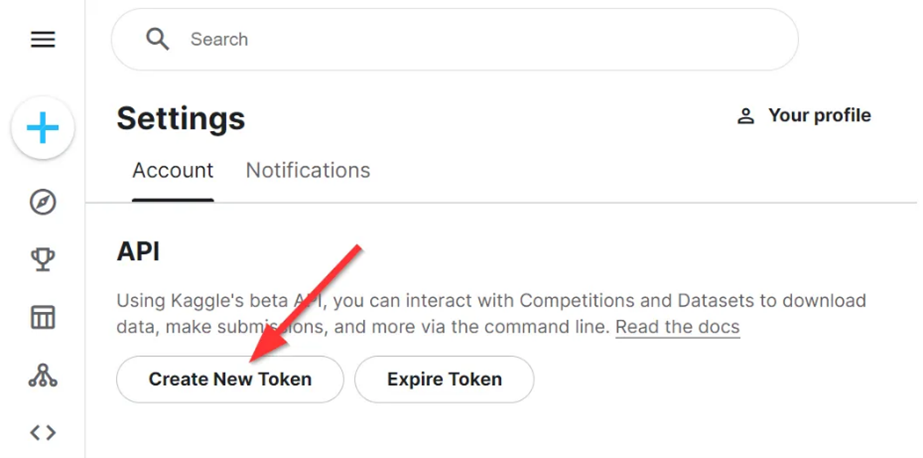 Search
Settings
Your profile
Account Notifications
API
Using Kaggle's beta API, you can interact with Competitions and Datasets to download
data, make submissions, and more via the command line. Read the docs
Create New Token Expire Token